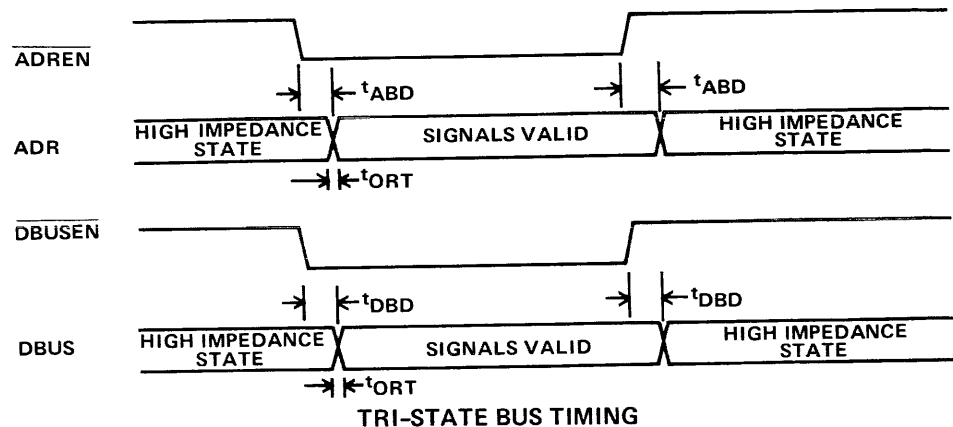 ADREN
tABD
tABD
ADR
HIGH IMPEDANCE
STATE
SIGNALS VALID
HIGH IMPEDANCE
STATE
tORT
DBUSEN
tDBD
tDBD
DBUS
HIGH IMPEDANCE
STATE
SIGNALS VALID
HIGH IMPEDANCE
STATE
tORT
TRI-STATE BUS TIMING